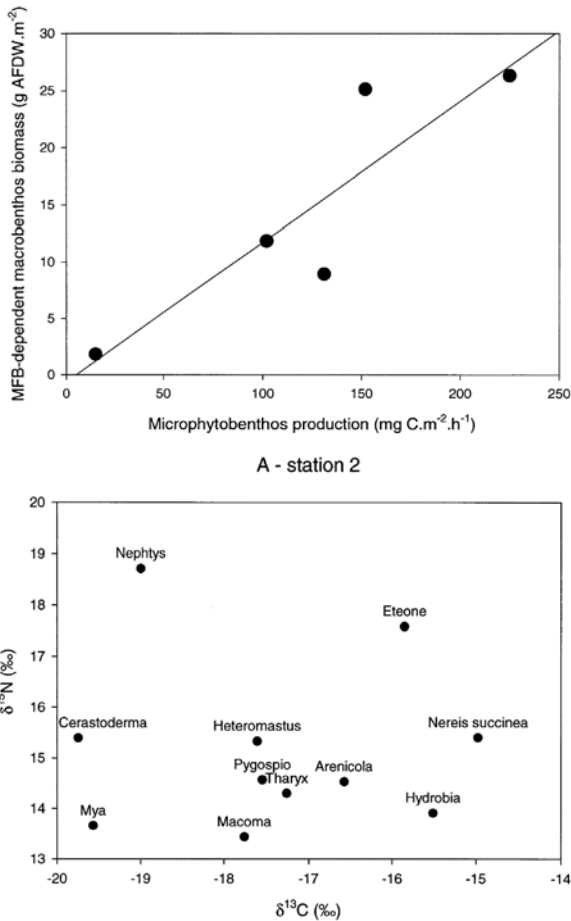 MFB-dependent macrobenthos biomass (g AFDW.m⁻²)
30
25
20
15
10
5
0
0 50 100 150 200 250
Microphytobenthos production (mg C.m⁻².h⁻¹)
A - station 2
δ¹⁵N (‰)
20
19
Nephtys
18
Eteone
17
16
Cerastoderma Heteromastus Nereis succinea
15
Pygospio Arenicola
Tharyx
14
Mya Macoma Hydrobia
13
-20 -19 -18 -17 -16 -15 -14
δ¹³C (‰)